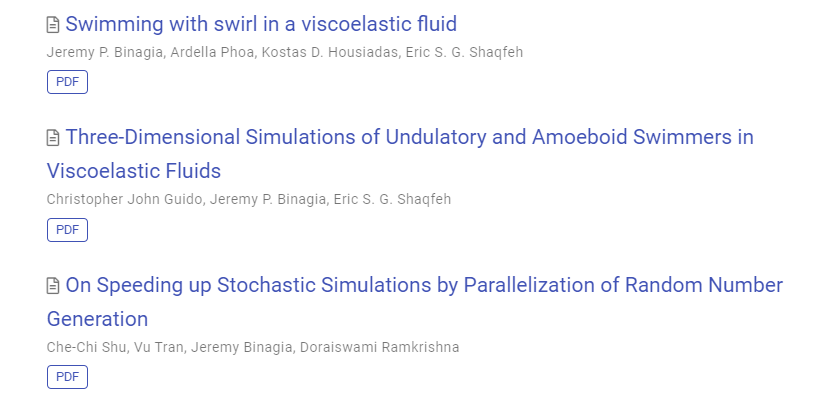 Swimming with swirl in a viscoelastic fluid
Jeremy P. Binagia, Ardella Phoa, Kostas D. Housiadas, Eric S. G. Shaqfeh
PDF
Three-Dimensional Simulations of Undulatory and Amoeboid Swimmers in
Viscoelastic Fluids
Christopher John Guido, Jeremy P. Binagia, Eric S. G. Shaqfeh
PDF
On Speeding up Stochastic Simulations by Parallelization of Random Number
Generation
Che-Chi Shu, Vu Tran, Jeremy Binagia, Doraiswami Ramkrishna
PDF